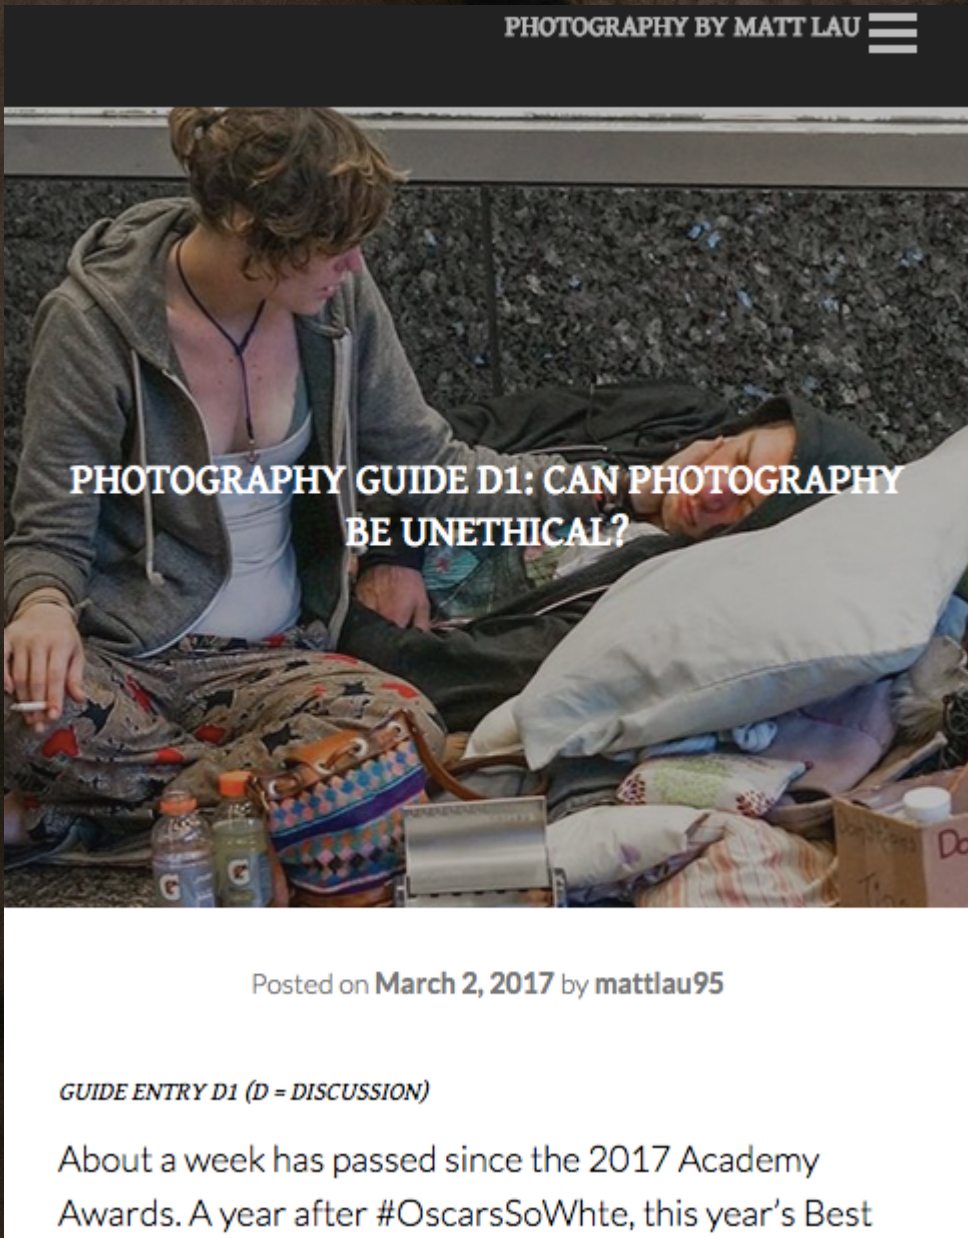 PHOTOGRAPHY BY MATT LAU
PHOTOGRAPHY GUIDE D1: CAN PHOTOGRAPHY
BE UNETHICAL?
G
G
Do
Posted on March 2, 2017 by mattlau95
GUIDE ENTRY D1 (D = DISCUSSION)
About a week has passed since the 2017 Academy
Awards. A year after #OscarsSoWhte, this year's Best